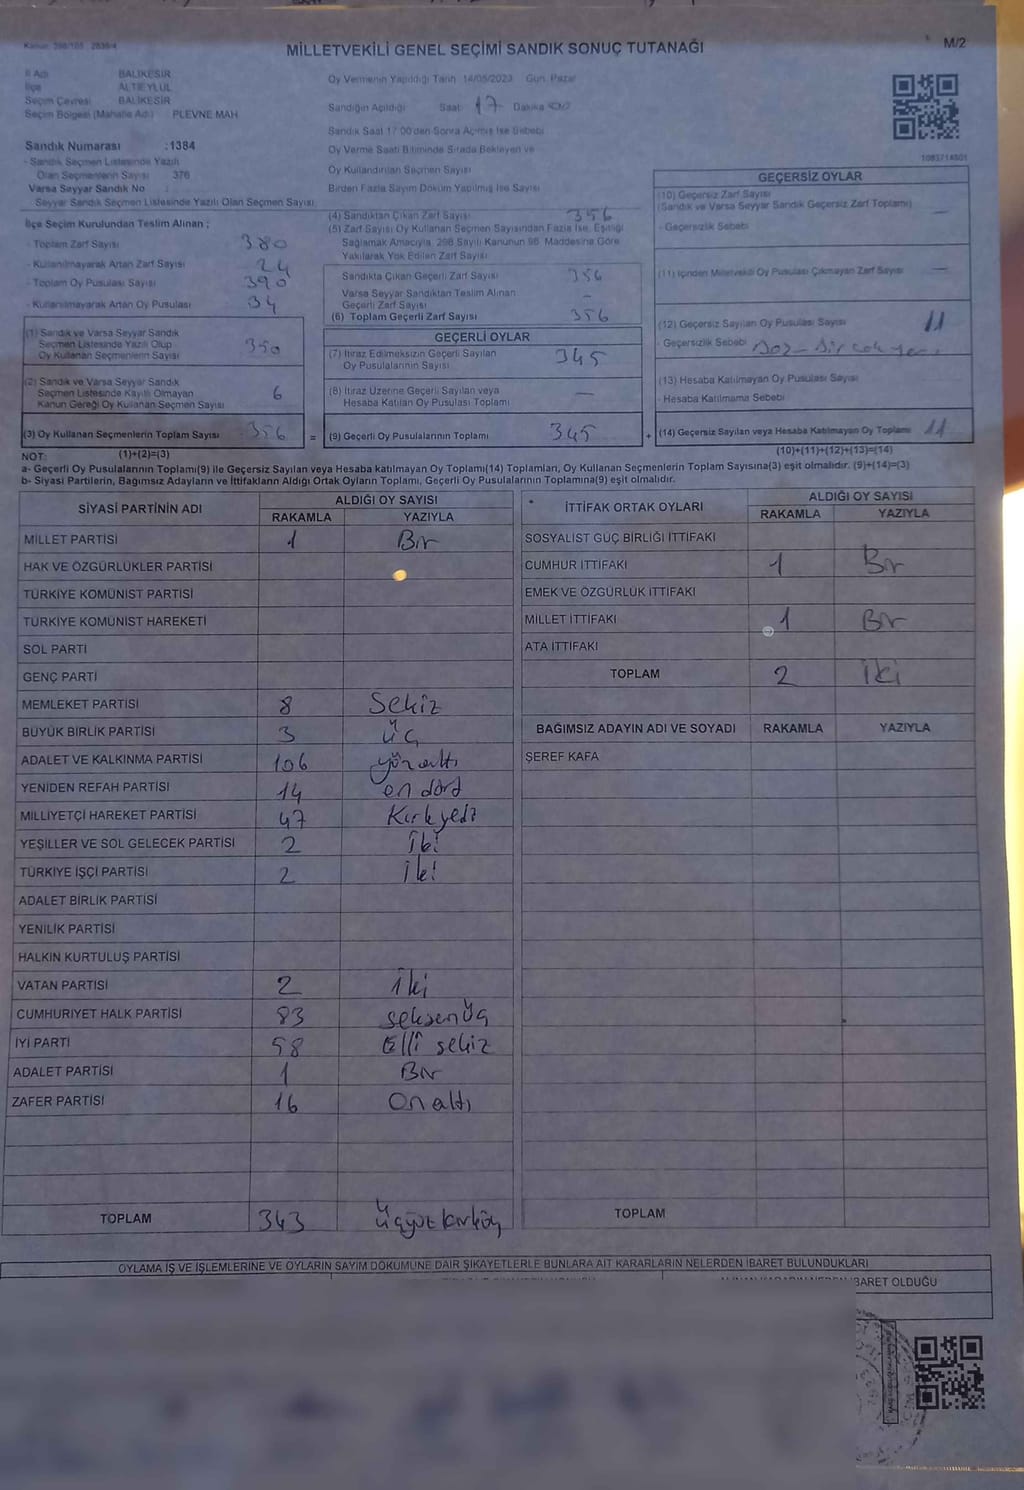 Kanun: 298/105 2839/4
MİLLETVEKİLİ GENEL SEÇİMİ SANDIK SONUÇ TUTANAĞI
M/2
İl Adı BALIKESİR
İlçe ALTIEYLÜL
Seçim Çevresi BALIKESİR
Seçim Bölgesi (Mahalle Adı) PLEVNE MAH
Sandık Numarası :1384
- Sandık Seçmen Listesinde Yazılı
Olan Seçmenlerin Sayısı 376
Varsa Seyyar Sandık No :
- Seyyar Sandık Seçmen Listesinde Yazılı Olan Seçmen Sayısı
Oy Vermenin Yapıldığı Tarih 14/05/2023 Gün Pazar
Sandığın Açıldığı Saat 17 Dakika
Sandık Saat 17:00'den Sonra Açılmış İse Sebebi
Oy Verme Saati Bitiminde Sırada Bekleyen ve
Oy Kullandırılan Seçmen Sayısı
Birden Fazla Sayım Döküm Yapılmış İse Sayısı
1083714801
İlçe Seçim Kurulundan Teslim Alınan ;
- Toplam Zarf Sayısı 380
- Kullanılmayarak Artan Zarf Sayısı 24
- Toplam Oy Pusulası Sayısı 390
- Kullanılmayarak Artan Oy Pusulası 34
(1) Sandık ve Varsa Seyyar Sandık
Seçmen Listesinde Yazılı Olup
Oy Kullanan Seçmenlerin Sayısı 350
(2) Sandık ve Varsa Seyyar Sandık
Seçmen Listesinde Kayıtlı Olmayan
Kanun Gereği Oy Kullanan Seçmen Sayısı 6
(3) Oy Kullanan Seçmenlerin Toplam Sayısı 356
(1)+(2)=(3)
(4) Sandıktan Çıkan Zarf Sayısı 356
(5) Zarf Sayısı Oy Kullanan Seçmen Sayısından Fazla İse, Eşitliği
Sağlamak Amacıyla, 298 Sayılı Kanunun 98. Maddesine Göre
Yakılarak Yok Edilen Zarf Sayısı
Sandıkta Çıkan Geçerli Zarf Sayısı 356
Varsa Seyyar Sandıktan Teslim Alınan
Geçerli Zarf Sayısı -
(6) Toplam Geçerli Zarf Sayısı 356
GEÇERLİ OYLAR
(7) İtiraz Edilmeksizin Geçerli Sayılan
Oy Pusulalarının Sayısı 345
(8) İtiraz Üzerine Geçerli Sayılan veya
Hesaba Katılan Oy Pusulası Toplamı —
= (9) Geçerli Oy Pusulalarının Toplamı 345
GEÇERSİZ OYLAR
(10) Geçersiz Zarf Sayısı
(Sandık ve Varsa Seyyar Sandık Geçersiz Zarf Toplamı) —
- Geçersizlik Sebebi
(11) İçinden Milletvekili Oy Pusulası Çıkmayan Zarf Sayısı —
(12) Geçersiz Sayılan Oy Pusulası Sayısı 11
- Geçersizlik Sebebi
(13) Hesaba Katılmayan Oy Pusulası Sayısı
- Hesaba Katılmama Sebebi
+ (14) Geçersiz Sayılan veya Hesaba Katılmayan Oy Toplamı 11
(10)+(11)+(12)+(13)=(14)
NOT:
a- Geçerli Oy Pusulalarının Toplamı(9) ile Geçersiz Sayılan veya Hesaba katılmayan Oy Toplamı(14) Toplamları, Oy Kullanan Seçmenlerin Toplam Sayısına(3) eşit olmalıdır. (9)+(14)=(3)
b- Siyasi Partilerin, Bağımsız Adayların ve İttifakların Aldığı Ortak Oyların Toplamı, Geçerli Oy Pusulalarının Toplamına(9) eşit olmalıdır.
SİYASİ PARTİNİN ADI ALDIĞI OY SAYISI
RAKAMLA YAZIYLA
MİLLET PARTİSİ 1 Bir
HAK VE ÖZGÜRLÜKLER PARTİSİ
TÜRKİYE KOMÜNİST PARTİSİ
TÜRKİYE KOMÜNİST HAREKETİ
SOL PARTİ
GENÇ PARTİ
MEMLEKET PARTİSİ 8 Sekiz
BÜYÜK BİRLİK PARTİSİ 3 üç
ADALET VE KALKINMA PARTİSİ 106 yüzaltı
YENİDEN REFAH PARTİSİ 14 on dört
MİLLİYETÇİ HAREKET PARTİSİ 47 Kırkyedi
YEŞİLLER VE SOL GELECEK PARTİSİ 2 İki
TÜRKİYE İŞÇİ PARTİSİ 2 İki
ADALET BİRLİK PARTİSİ
YENİLİK PARTİSİ
HALKIN KURTULUŞ PARTİSİ
VATAN PARTİSİ 2 İki
CUMHURİYET HALK PARTİSİ 83 seksenüç
İYİ PARTİ 58 Elli sekiz
ADALET PARTİSİ 1 Bir
ZAFER PARTİSİ 16 Onaltı
TOPLAM 343 Üçyüzkırküç
İTTİFAK ORTAK OYLARI ALDIĞI OY SAYISI
RAKAMLA YAZIYLA
SOSYALİST GÜÇ BİRLİĞİ İTTİFAKI
CUMHUR İTTİFAKI 1 Bir
EMEK VE ÖZGÜRLÜK İTTİFAKI
MİLLET İTTİFAKI 1 Bir
ATA İTTİFAKI
TOPLAM 2 İki
BAĞIMSIZ ADAYIN ADI VE SOYADI RAKAMLA YAZIYLA
ŞEREF KAFA
TOPLAM
OYLAMA İŞ VE İŞLEMLERİNE VE OYLARIN SAYIM DÖKÜMÜNE DAİR ŞİKAYETLERLE BUNLARA AİT KARARLARIN NELERDEN İBARET BULUNDUKLARI
BARET OLDUĞU